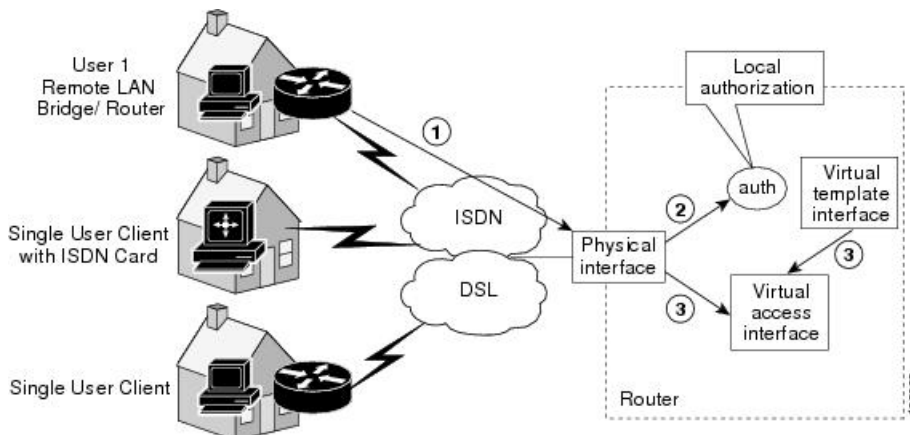 User 1
Remote LAN
Bridge/ Router
1
Local
authorization
ISDN
2
auth
Virtual
template
interface
Single User Client
with ISDN Card
Physical
interface
3
DSL
3
Virtual
access
interface
Single User Client
Router